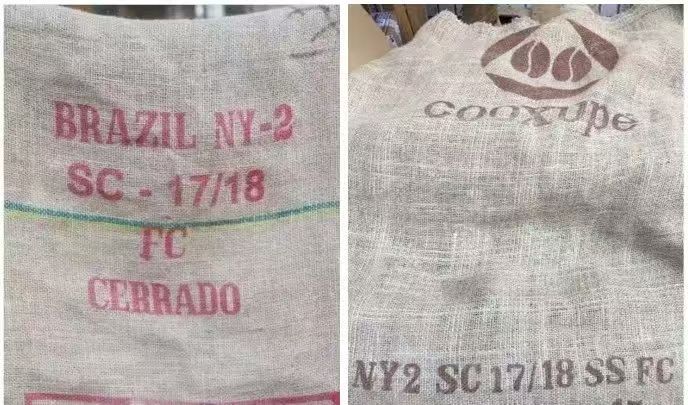 BRAZIL NY-2
SC - 17/18
FC
CERRADO
cooxupe
NY2 SC 17/18 SS FC